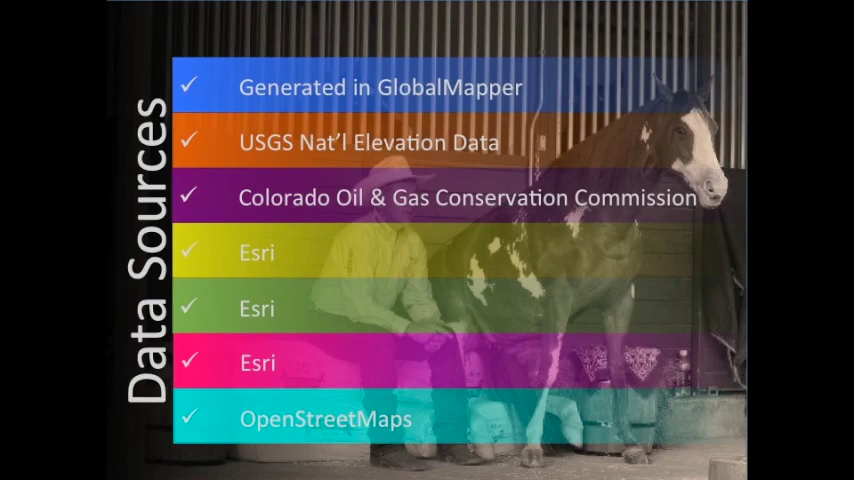 Data Sources
✓ Generated in GlobalMapper
✓ USGS Nat'l Elevation Data
✓ Colorado Oil & Gas Conservation Commission
✓ Esri
✓ Esri
✓ Esri
✓ OpenStreetMaps